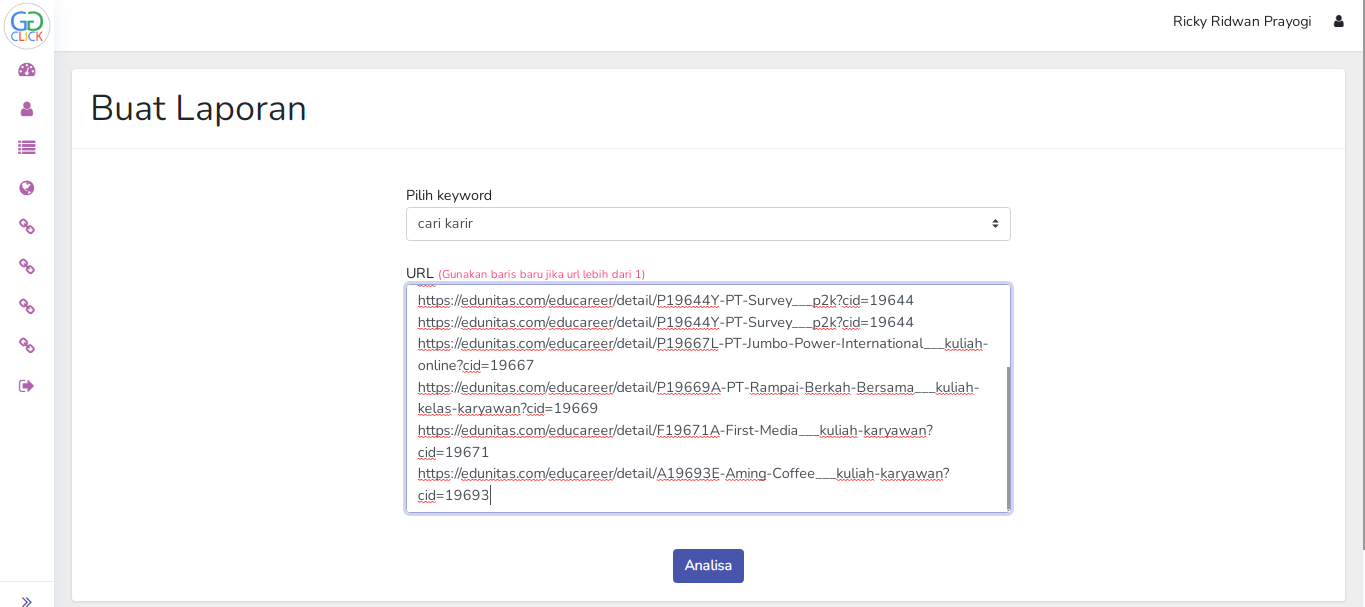 GG
CLICK
Ricky Ridwan Prayogi
Buat Laporan
Pilih keyword
cari karir
URL (Gunakan baris baru jika url lebih dari 1)
https://edunitas.com/educareer/detail/P19644Y-PT-Survey___p2k?cid=19644
https://edunitas.com/educareer/detail/P19644Y-PT-Survey___p2k?cid=19644
https://edunitas.com/educareer/detail/P19667L-PT-Jumbo-Power-International___kuliah-
online?cid=19667
https://edunitas.com/educareer/detail/P19669A-PT-Rampai-Berkah-Bersama___kuliah-
kelas-karyawan?cid=19669
https://edunitas.com/educareer/detail/F19671A-First-Media___kuliah-karyawan?
cid=19671
https://edunitas.com/educareer/detail/A19693E-Aming-Coffee___kuliah-karyawan?
cid=19693
Analisa